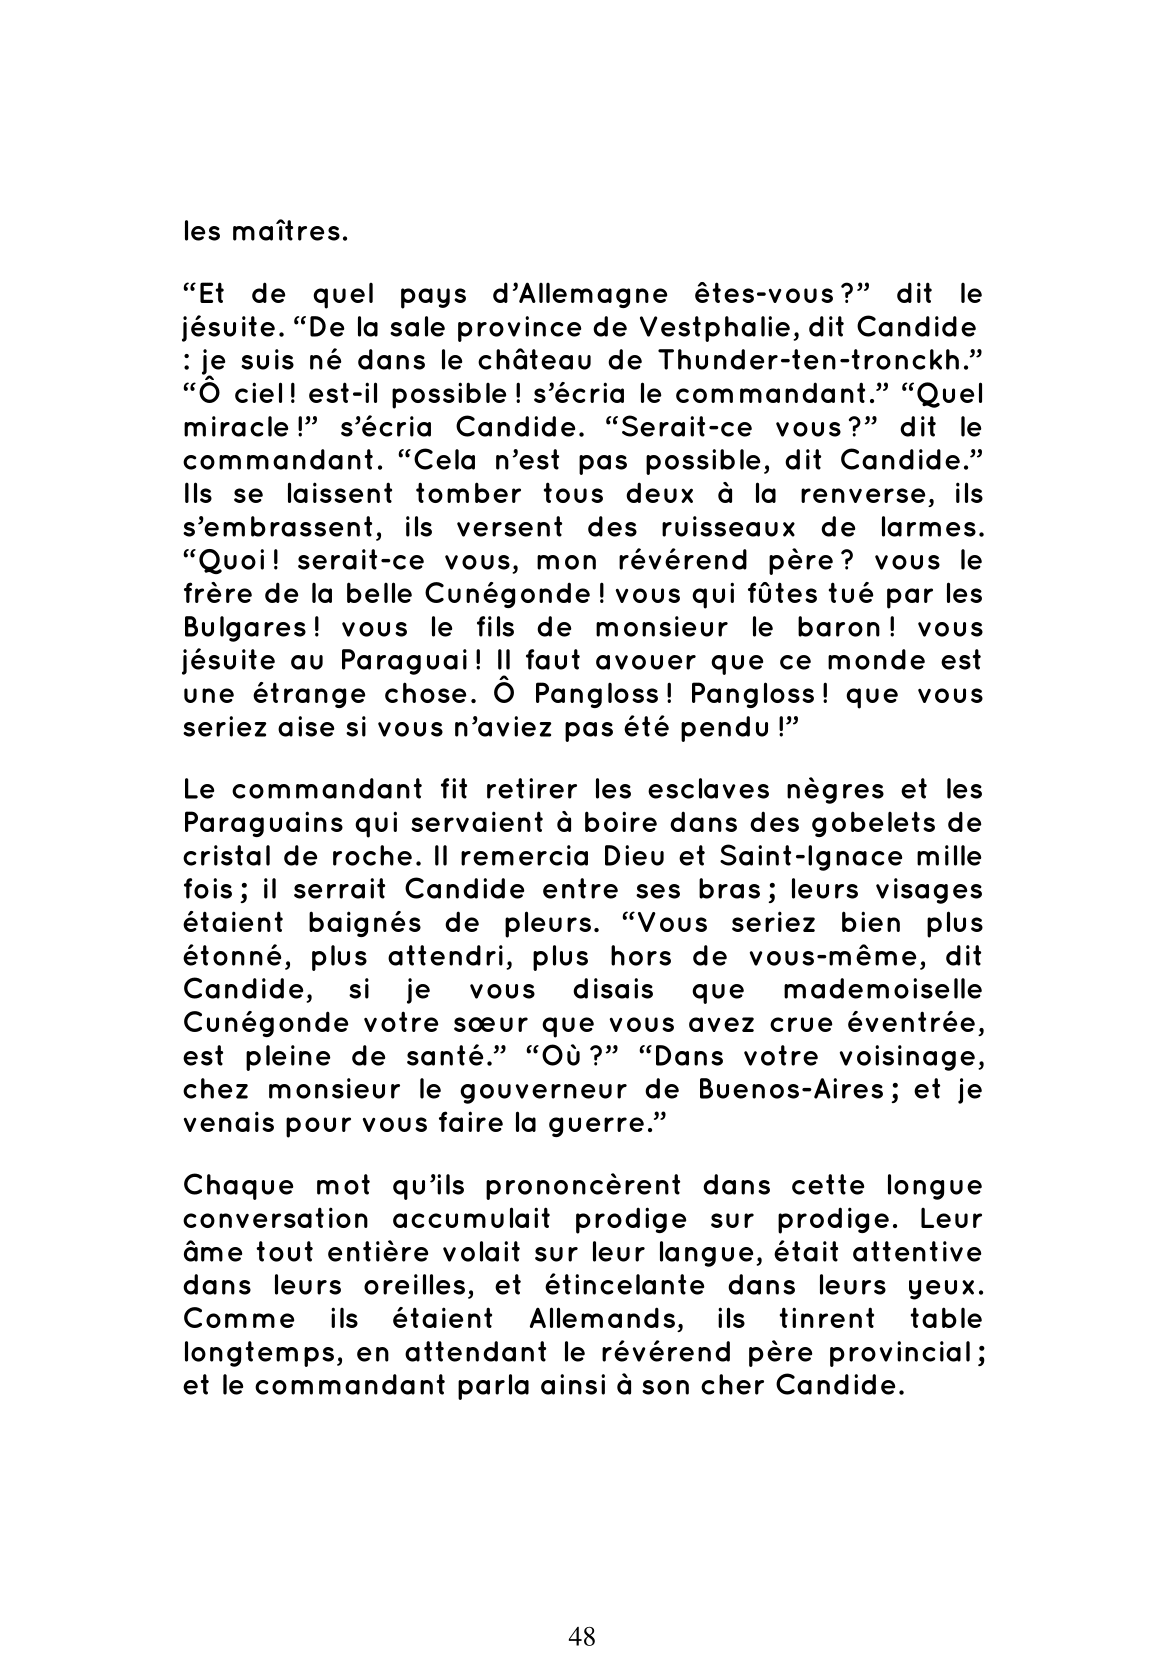 les maîtres.
“Et de quel pays d’Allemagne êtes-vous ?” dit le
jésuite. “De la sale province de Vestphalie, dit Candide
: je suis né dans le château de Thunder-ten-tronckh.”
“Ô ciel ! est-il possible ! s’écria le commandant.” “Quel
miracle !” s’écria Candide. “Serait-ce vous ?” dit le
commandant. “Cela n’est pas possible, dit Candide.”
Ils se laissent tomber tous deux à la renverse, ils
s’embrassent, ils versent des ruisseaux de larmes.
“Quoi ! serait-ce vous, mon révérend père ? vous le
frère de la belle Cunégonde ! vous qui fûtes tué par les
Bulgares ! vous le fils de monsieur le baron ! vous
jésuite au Paraguai ! Il faut avouer que ce monde est
une étrange chose. Ô Pangloss ! Pangloss ! que vous
seriez aise si vous n’aviez pas été pendu !”
Le commandant fit retirer les esclaves nègres et les
Paraguains qui servaient à boire dans des gobelets de
cristal de roche. Il remercia Dieu et Saint-Ignace mille
fois ; il serrait Candide entre ses bras ; leurs visages
étaient baignés de pleurs. “Vous seriez bien plus
étonné, plus attendri, plus hors de vous-même, dit
Candide, si je vous disais que mademoiselle
Cunégonde votre sœur que vous avez crue éventrée,
est pleine de santé.” “Où ?” “Dans votre voisinage,
chez monsieur le gouverneur de Buenos-Aires ; et je
venais pour vous faire la guerre.”
Chaque mot qu’ils prononcèrent dans cette longue
conversation accumulait prodige sur prodige. Leur
âme tout entière volait sur leur langue, était attentive
dans leurs oreilles, et étincelante dans leurs yeux.
Comme ils étaient Allemands, ils tinrent table
longtemps, en attendant le révérend père provincial ;
et le commandant parla ainsi à son cher Candide.
48